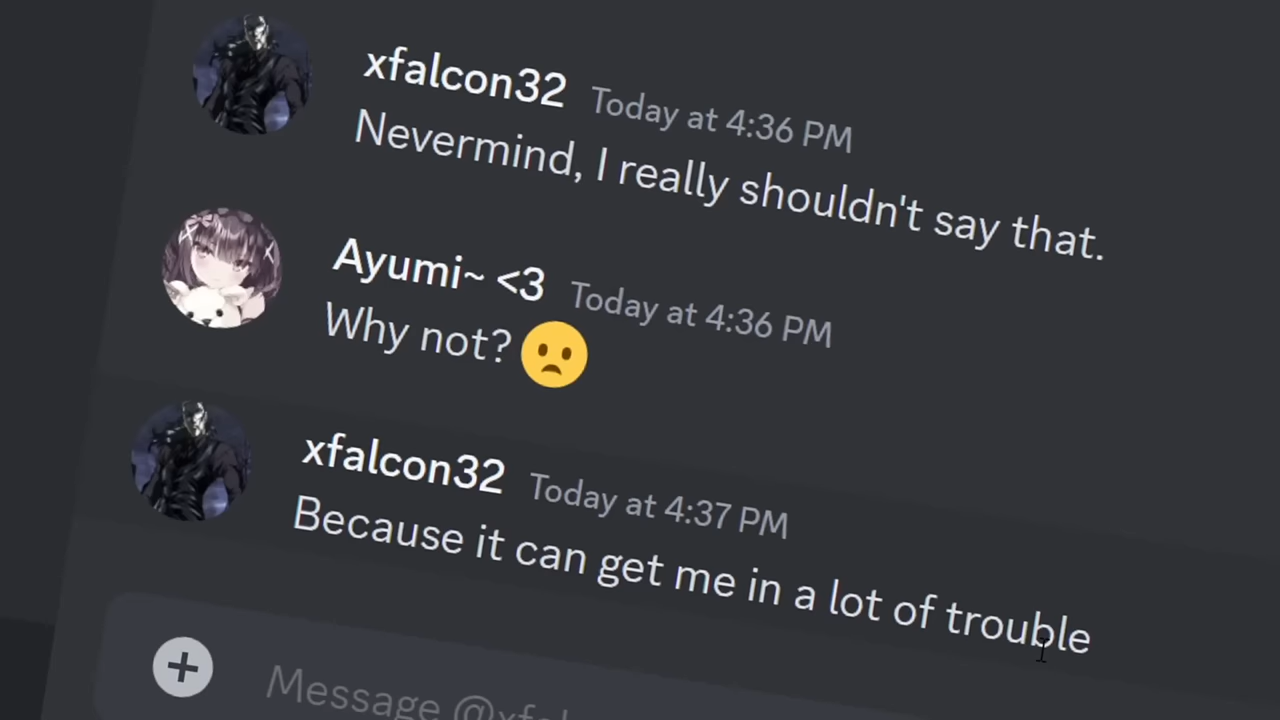 xfalcon32 Today at 4:36 PM
Nevermind, I really shouldn't say that.
Ayumi~ <3 Today at 4:36 PM
Why not?
xfalcon32 Today at 4:37 PM
Because it can get me in a lot of trouble
Message @xfal